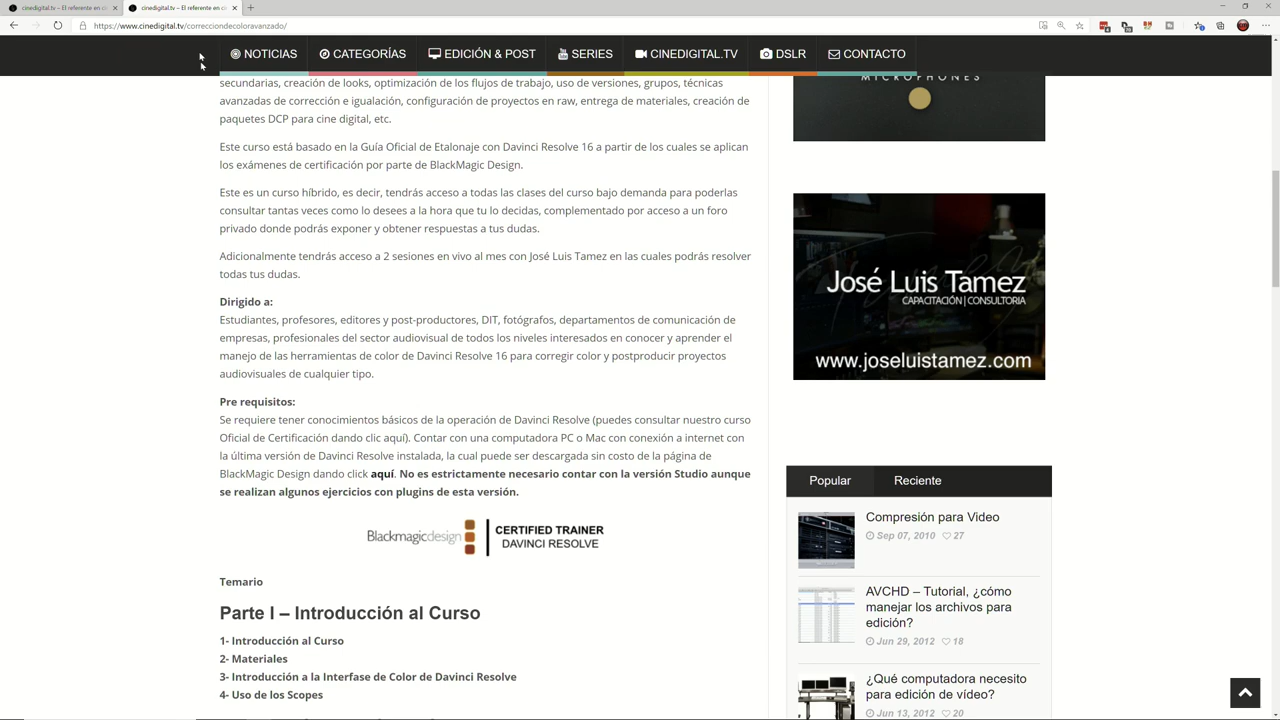 cinedigital.tv – El referente en ci
cinedigital.tv – El referente en ci
https://www.cinedigital.tv/correcciondecoloravanzado/
NOTICIAS
CATEGORÍAS
EDICIÓN & POST
SERIES
CINEDIGITAL.TV
DSLR
CONTACTO
secundarias, creación de looks, optimización de los flujos de trabajo, uso de versiones, grupos, técnicas
avanzadas de corrección e igualación, configuración de proyectos en raw, entrega de materiales, creación de
paquetes DCP para cine digital, etc.
Este curso está basado en la Guía Oficial de Etalonaje con Davinci Resolve 16 a partir de los cuales se aplican
los exámenes de certificación por parte de BlackMagic Design.
Este es un curso híbrido, es decir, tendrás acceso a todas las clases del curso bajo demanda para poderlas
consultar tantas veces como lo desees a la hora que tu lo decidas, complementado por acceso a un foro
privado donde podrás exponer y obtener respuestas a tus dudas.
Adicionalmente tendrás acceso a 2 sesiones en vivo al mes con José Luis Tamez en las cuales podrás resolver
todas tus dudas.
Dirigido a:
Estudiantes, profesores, editores y post-productores, DIT, fotógrafos, departamentos de comunicación de
empresas, profesionales del sector audiovisual de todos los niveles interesados en conocer y aprender el
manejo de las herramientas de color de Davinci Resolve 16 para corregir color y postproducir proyectos
audiovisuales de cualquier tipo.
Pre requisitos:
Se requiere tener conocimientos básicos de la operación de Davinci Resolve (puedes consultar nuestro curso
Oficial de Certificación dando clic aquí). Contar con una computadora PC o Mac con conexión a internet con
la última versión de Davinci Resolve instalada, la cual puede ser descargada sin costo de la página de
BlackMagic Design dando click aquí. No es estrictamente necesario contar con la versión Studio aunque
se realizan algunos ejercicios con plugins de esta versión.
Blackmagicdesign
CERTIFIED TRAINER
DAVINCI RESOLVE
Temario
Parte I – Introducción al Curso
1- Introducción al Curso
2- Materiales
3- Introducción a la Interfase de Color de Davinci Resolve
4- Uso de los Scopes
MICROPHONES
José Luis Tamez
CAPACITACIÓN | CONSULTORIA
www.joseluistamez.com
Popular
Reciente
Compresión para Video
Sep 07, 2010 27
AVCHD – Tutorial, ¿cómo
manejar los archivos para
edición?
Jun 29, 2012 18
¿Qué computadora necesito
para edición de vídeo?
Jun 13, 2012 20